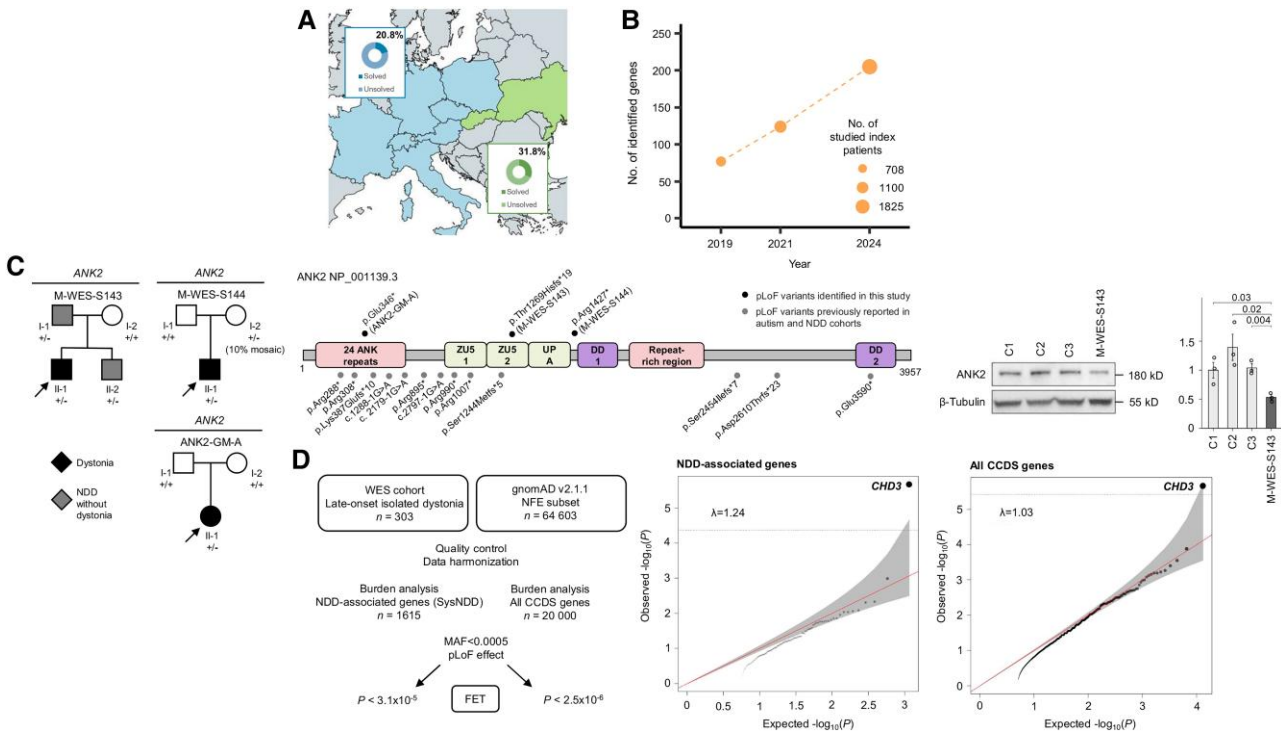 A
20.8%
Solved
Unsolved
31.8%
Solved
Unsolved
B
250
200
150
100
50
0
No. of identified genes
2019
2021
2024
Year
No. of
studied index
patients
708
1100
1825
C
ANK2
M-WES-S143
I-1
+/-
I-2
+/+
II-1
+/-
II-2
+/-
ANK2
M-WES-S144
I-1
+/+
I-2
+/-
(10% mosaic)
II-1
+/-
ANK2
ANK2-GM-A
I-1
+/+
I-2
+/+
II-1
+/-
Dystonia
NDD
without
dystonia
ANK2 NP_001139.3
p.Glu346*
(ANK2-GM-A)
p.Thr1269Hisfs*19
(M-WES-S143)
p.Arg1427*
(M-WES-S144)
pLoF variants identified in this study
pLoF variants previously reported in
autism and NDD cohorts
24 ANK
repeats
ZU5
1
ZU5
2
UP
A
DD
1
Repeat-
rich region
DD
2
1
3957
p.Arg268*
p.Arg308*
p.Lys387Glufs*10
c. 1288-1G>A
c. 2179-1G>A
p.Arg895*
c.2797-1G>A
p.Arg990*
p.Arg1007*
p.Ser1244Metfs*5
p.Ser2454Ilefs*7
p.Asp2610Thrfs*23
p.Glu3590*
C1
C2
C3
M-WES-S143
ANK2
180 kD
β-Tubulin
55 kD
0.03
0.02
0.004
1.5
1
0.5
0
C1
C2
C3
M-WES-S143
D
WES cohort
Late-onset isolated dystonia
n = 303
gnomAD v2.1.1
NFE subset
n = 64 603
Quality control
Data harmonization
Burden analysis
NDD-associated genes (SysNDD)
n = 1615
Burden analysis
All CCDS genes
n = 20 000
MAF<0.0005
pLoF effect
P < 3.1x10-5
FET
P < 2.5x10-6
NDD-associated genes
CHD3
λ=1.24
Observed -log10(P)
5
4
3
2
1
0
0
0.5
1
1.5
2
2.5
3
Expected -log10(P)
All CCDS genes
CHD3
λ=1.03
Observed -log10(P)
5
4
3
2
1
0
0
1
2
3
4
Expected -log10(P)